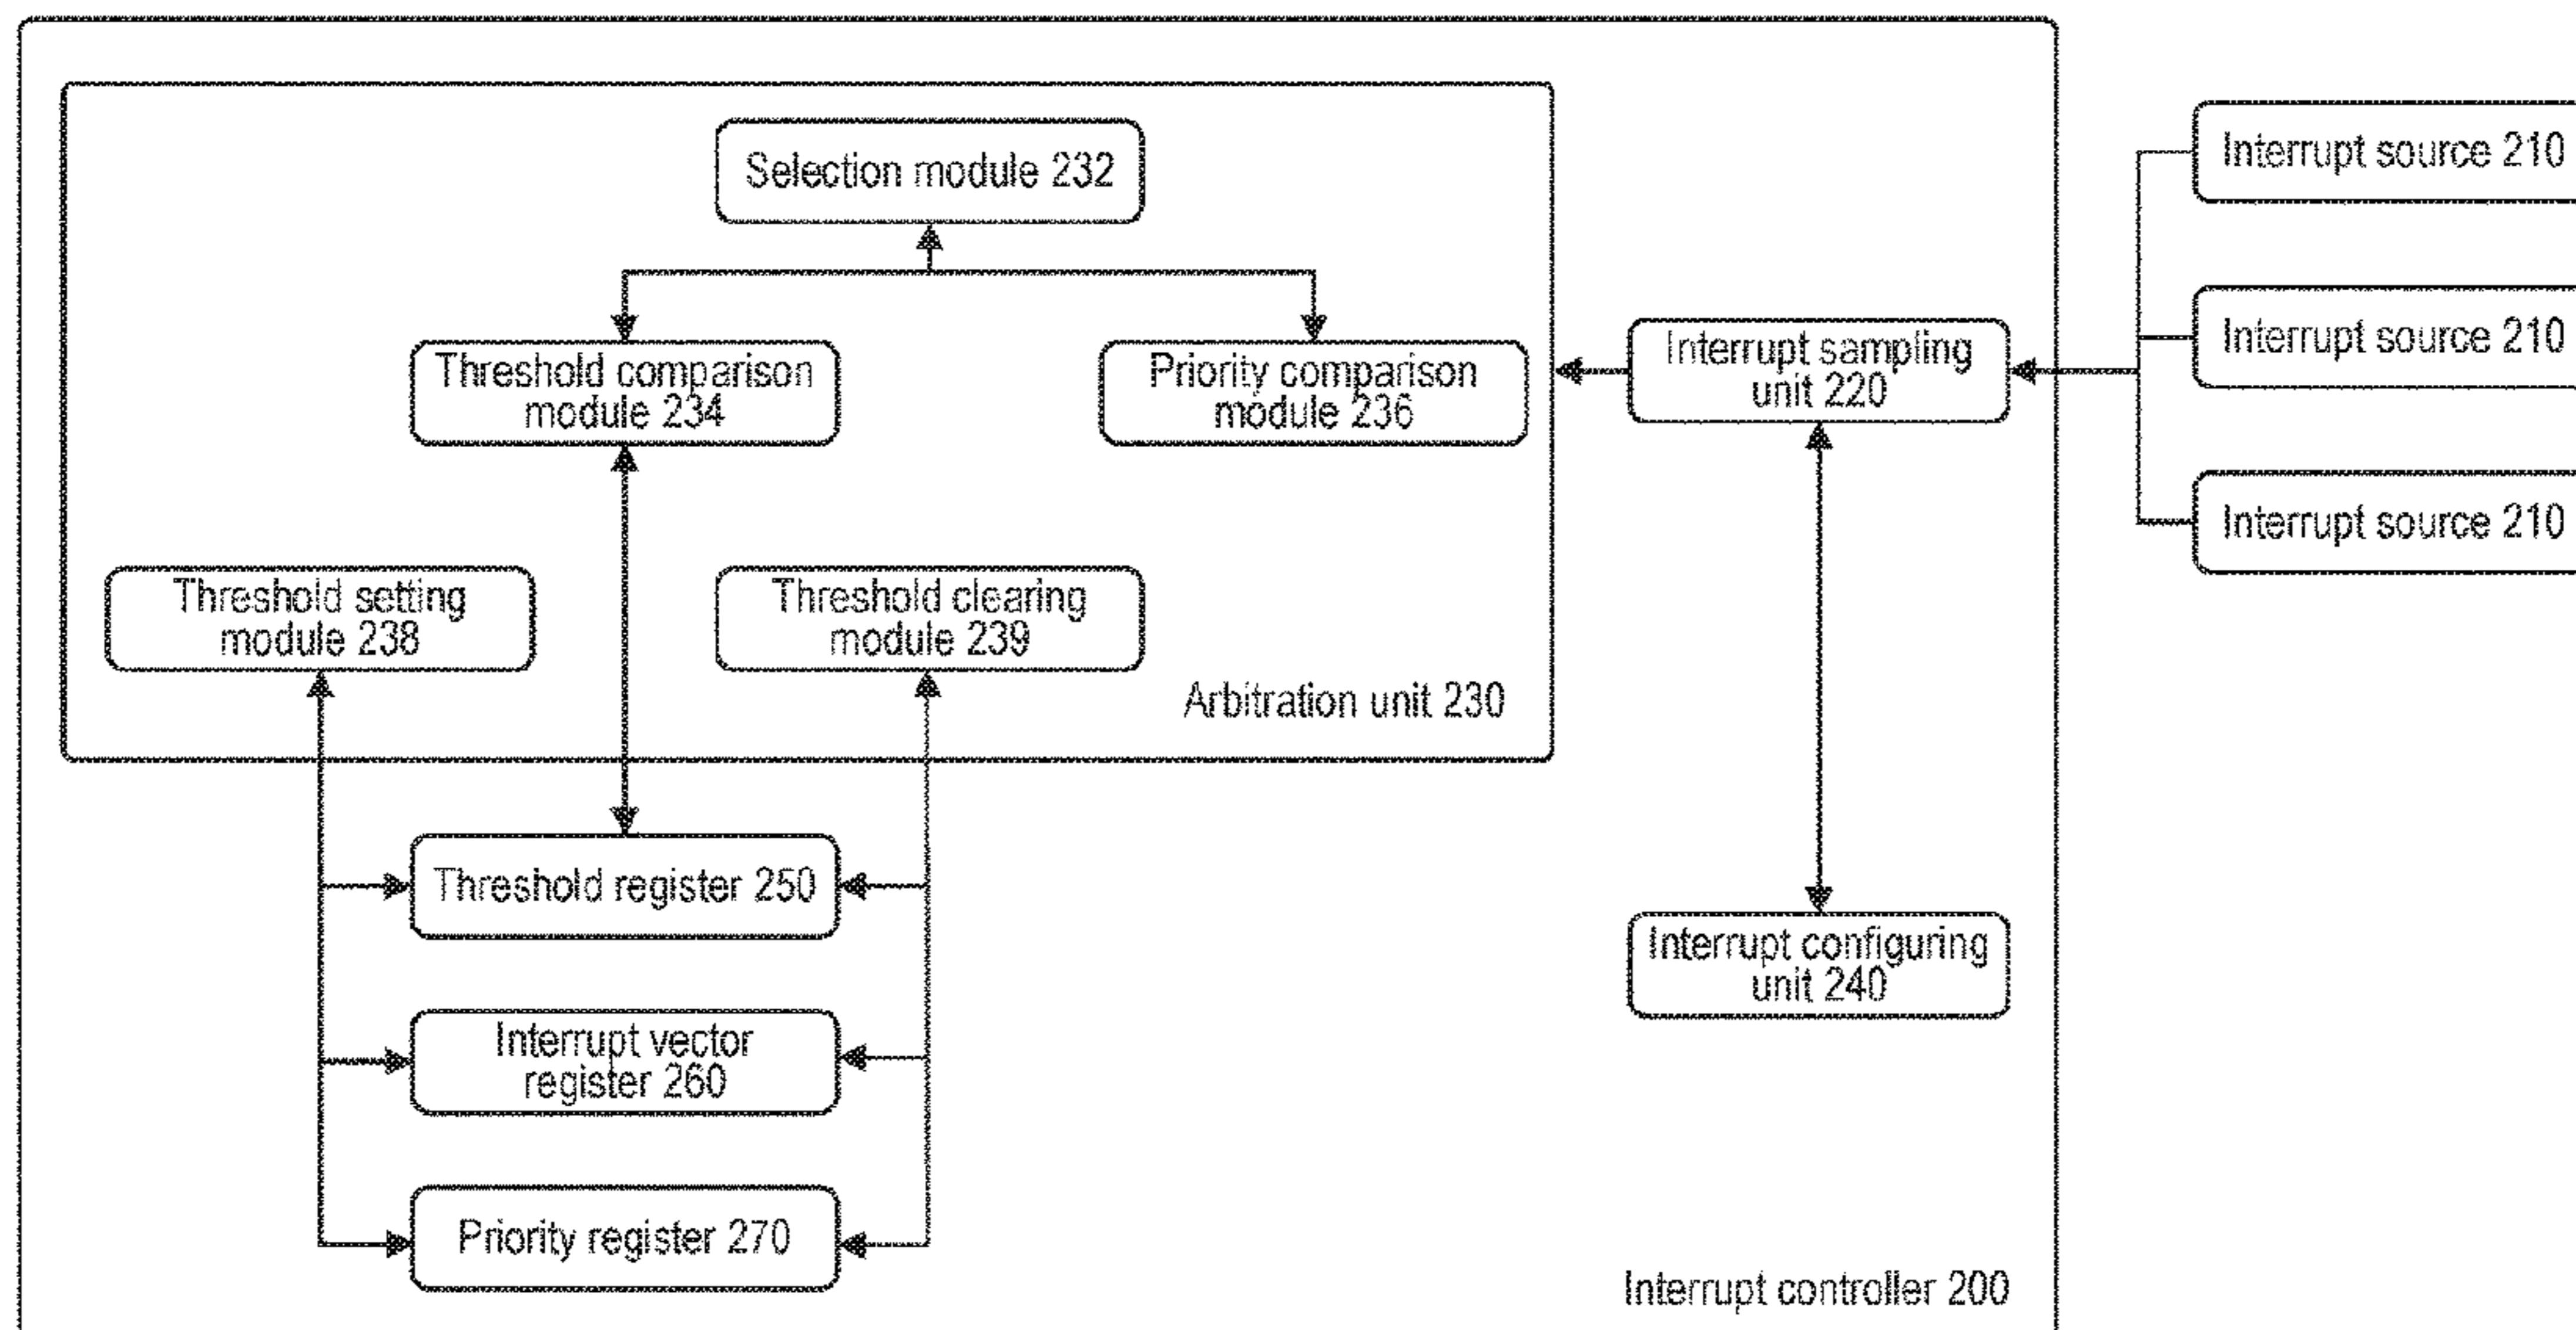 Selection module 232
Threshold comparison
module 234
Priority comparison
module 236
Threshold setting
module 238
Threshold clearing
module 239
Arbitration unit 230
Interrupt sampling
unit 220
Interrupt source 210
Interrupt source 210
Interrupt source 210
Threshold register 250
Interrupt vector
register 260
Priority register 270
Interrupt configuring
unit 240
Interrupt controller 200